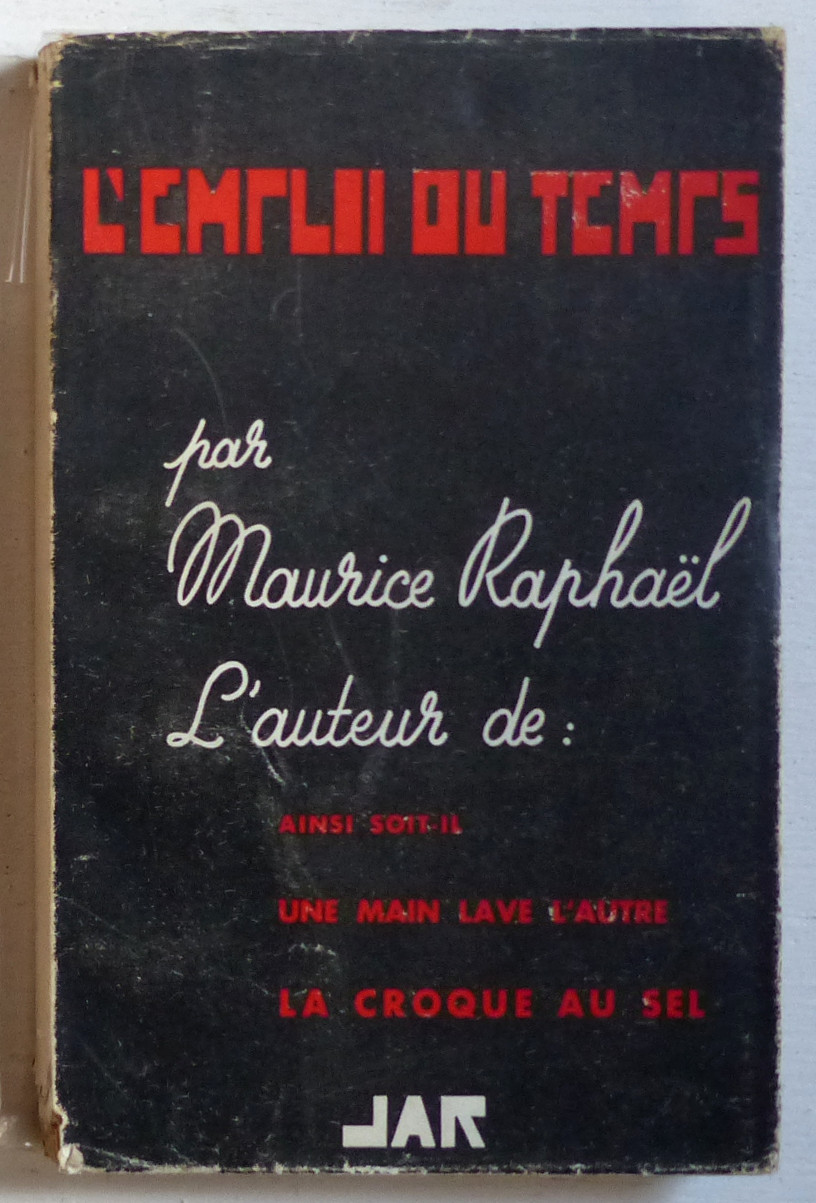 L'EMPLOI DU TEMPS
par
Maurice Raphaël
L'auteur de :
AINSI SOIT-IL
UNE MAIN LAVE L'AUTRE
LA CROQUE AU SEL
JAR